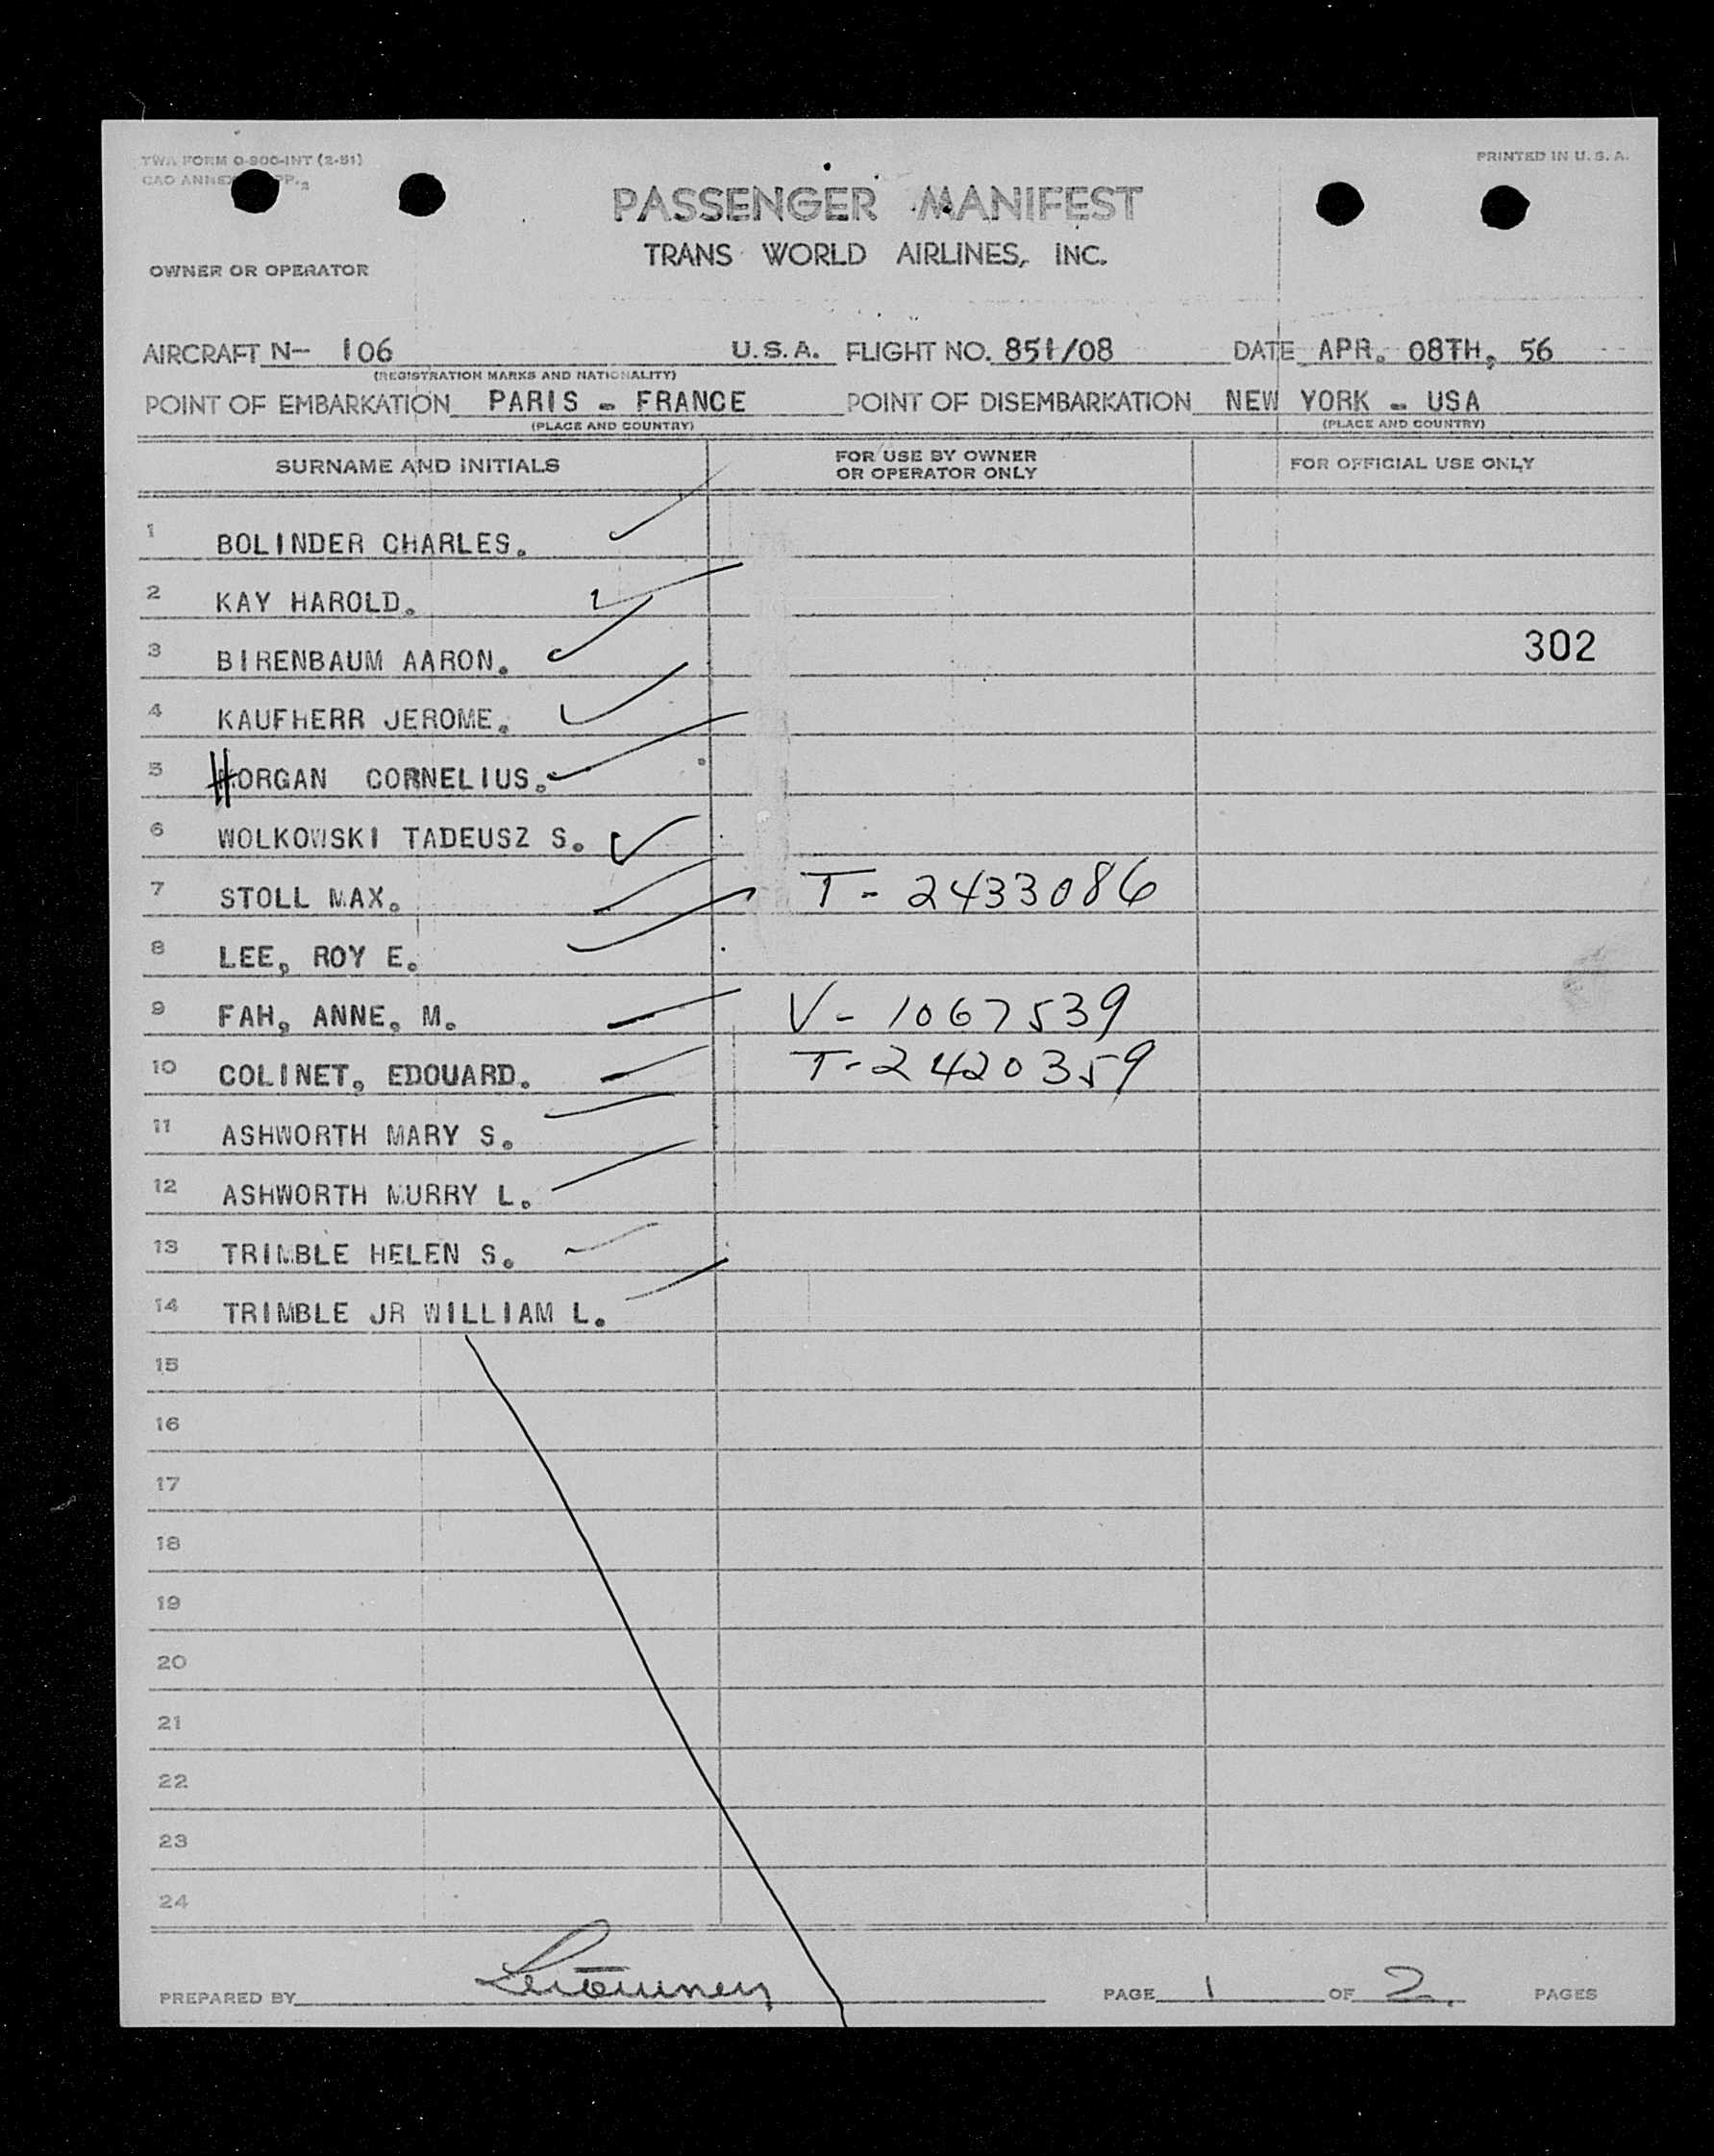 TWA FORM O-900-INT (2-51)
PRINTED IN U. S. A.
PASSENGER MANIFEST
TRANS WORLD AIRLINES, INC.
OWNER OR OPERATOR
AIRCRAFT N- 106 U.S.A. FLIGHT NO. 851/08 DATE APR. 08TH, 56
(REGISTRATION MARKS AND NATIONALITY)
POINT OF EMBARKATION PARIS - FRANCE POINT OF DISEMBARKATION NEW YORK - USA
(PLACE AND COUNTRY) (PLACE AND COUNTRY)
SURNAME AND INITIALS FOR USE BY OWNER OR OPERATOR ONLY FOR OFFICIAL USE ONLY
1 BOLINDER CHARLES.
2 KAY HAROLD.
3 BIRENBAUM AARON. 302
4 KAUFHERR JEROME.
5 HORGAN CORNELIUS.
6 WOLKOWSKI TADEUSZ S.
7 STOLL MAX. T- 2433086
8 LEE, ROY E.
9 FAH, ANNE, M. V- 1067539
10 COLINET, EDOUARD. T-2420359
11 ASHWORTH MARY S.
12 ASHWORTH MURRY L.
13 TRIMBLE HELEN S.
14 TRIMBLE JR WILLIAM L.
15
16
17
18
19
20
21
22
23
24
PREPARED BY PAGE 1 OF 2. PAGES